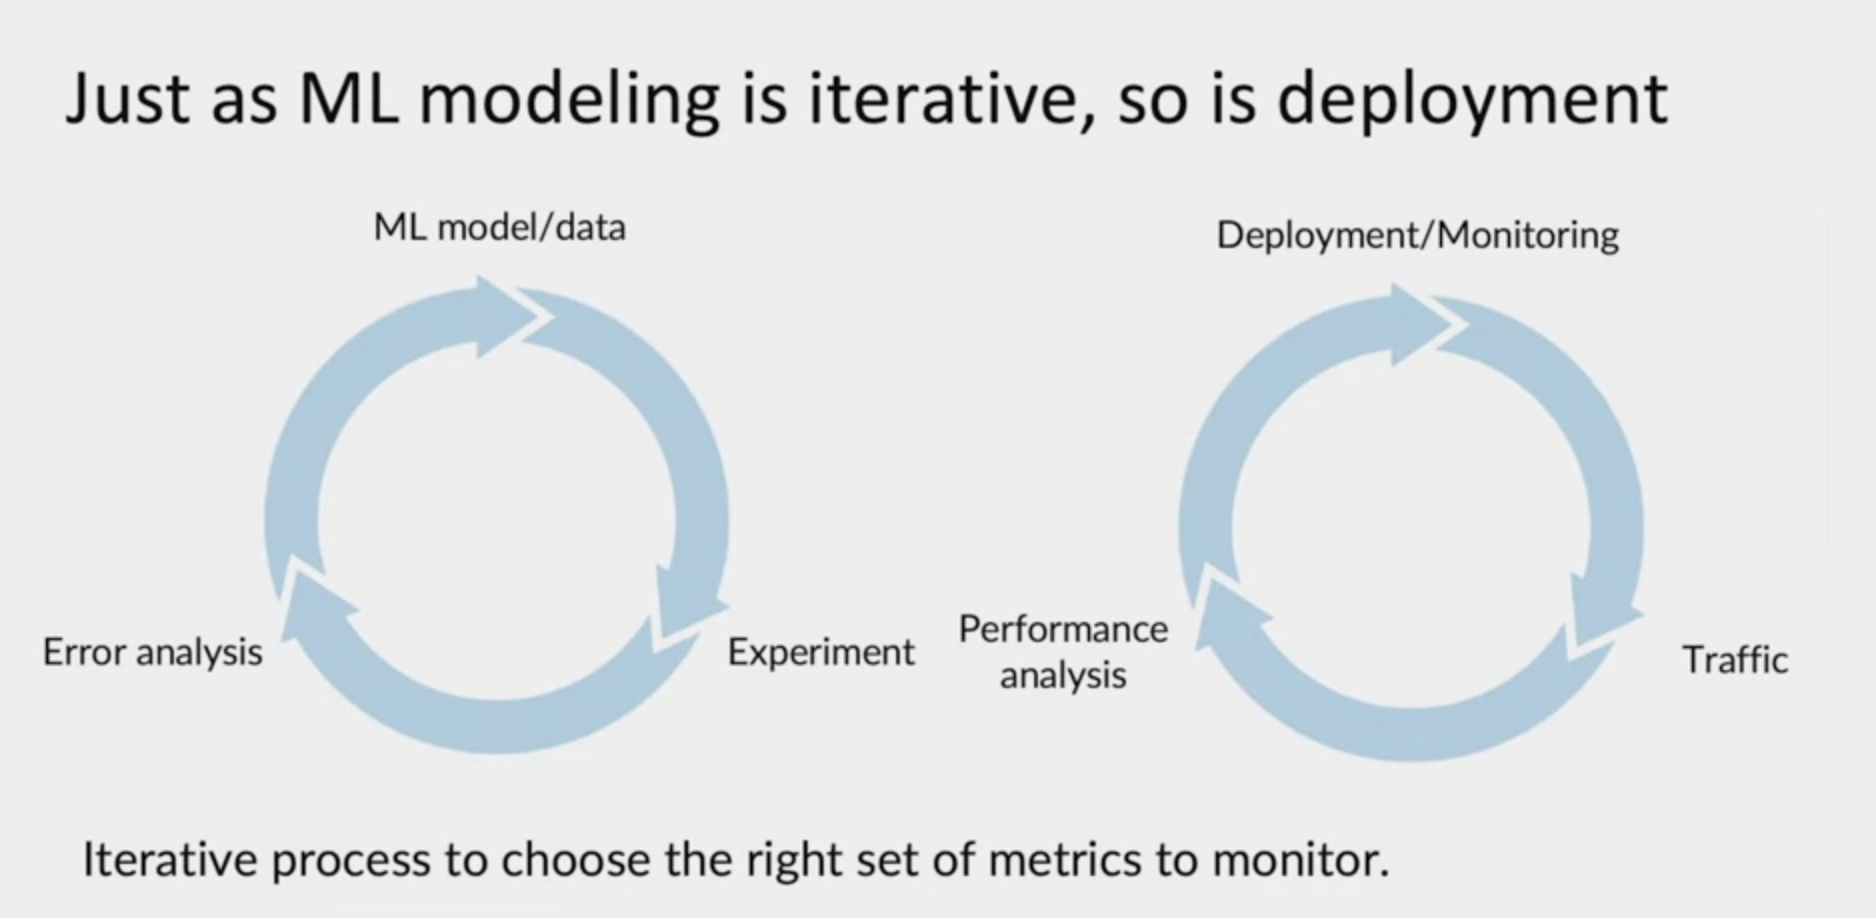 Just as ML modeling is iterative, so is deployment
ML model/data
Experiment
Error analysis
Deployment/Monitoring
Traffic
Performance
analysis
Iterative process to choose the right set of metrics to monitor.